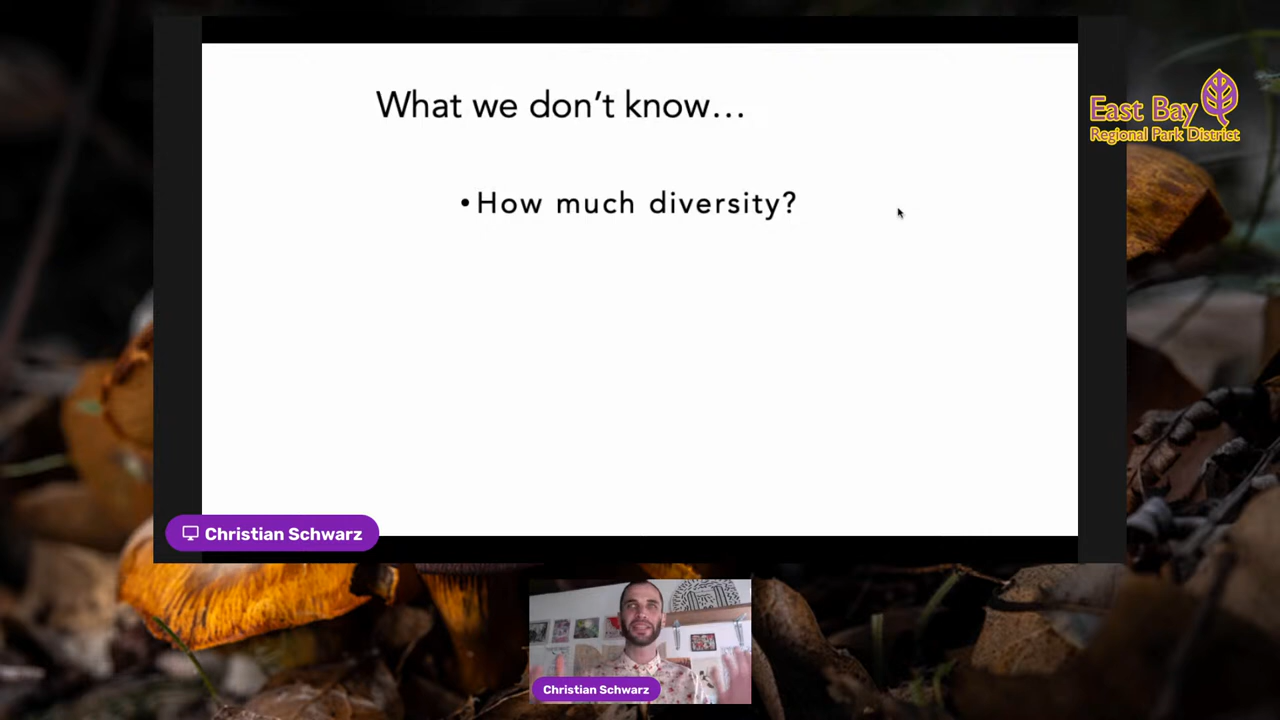 What we don't know...
• How much diversity?
East Bay
Regional Park District
Christian Schwarz
Christian Schwarz